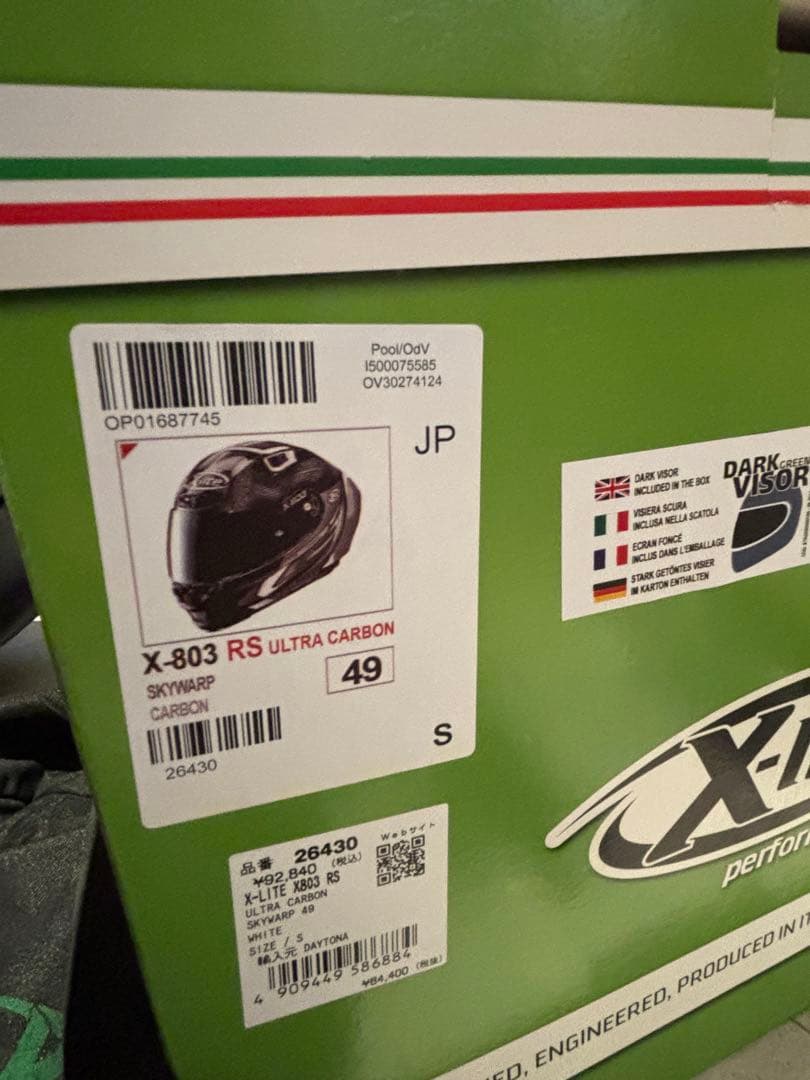 Pool/OdV
I500075585
OV30274124
OP01687745
JP
X-803
X-803 RS ULTRA CARBON
SKYWARP
49
CARBON
26430
S
DARK VISOR
INCLUDED IN THE BOX
VISIERA SCURA
INCLUSA NELLA SCATOLA
ECRAN FONCÉ
INCLUS DANS L'EMBALLAGE
STARK GETÖNTES VISIER
IM KARTON ENTHALTEN
DARK GREEN
VISOR
品番 26430
Webサイト
¥92,840 (税込)
X-LITE X803 RS
ULTRA CARBON
SKYWARP 49
WHITE
SIZE / S
輸入元 DAYTONA
4 909449 586884
¥84,400 (税抜)
X-
perfor
ED, ENGINEERED, PRODUCED IN IT